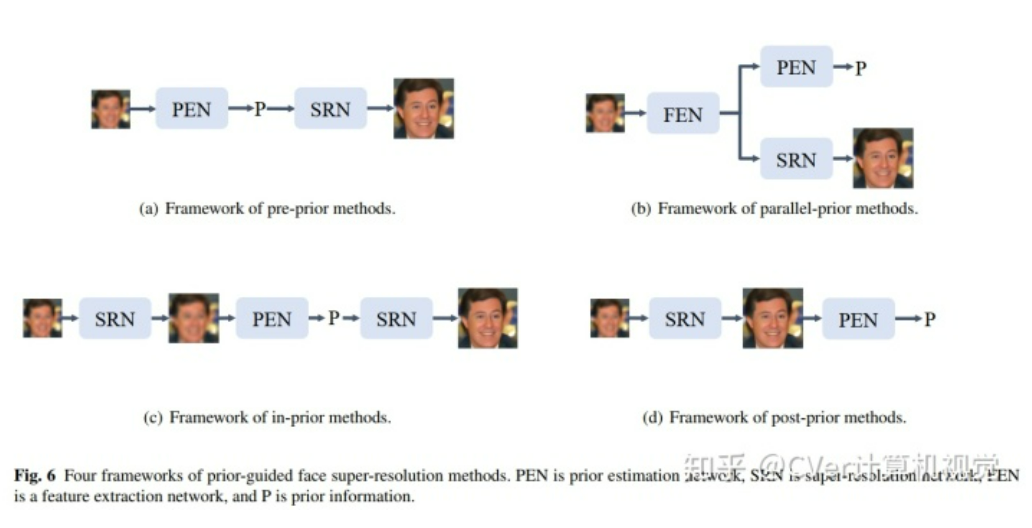 PEN P SRN
FEN PEN P
SRN
(a) Framework of pre-prior methods.
(b) Framework of parallel-prior methods.
SRN PEN P SRN
SRN PEN P
(c) Framework of in-prior methods.
(d) Framework of post-prior methods.
Fig. 6 Four frameworks of prior-guided face super-resolution methods. PEN is prior estimation network, SRN is super-resolution network, FEN
is a feature extraction network, and P is prior information.
知乎 @CVer计算机视觉